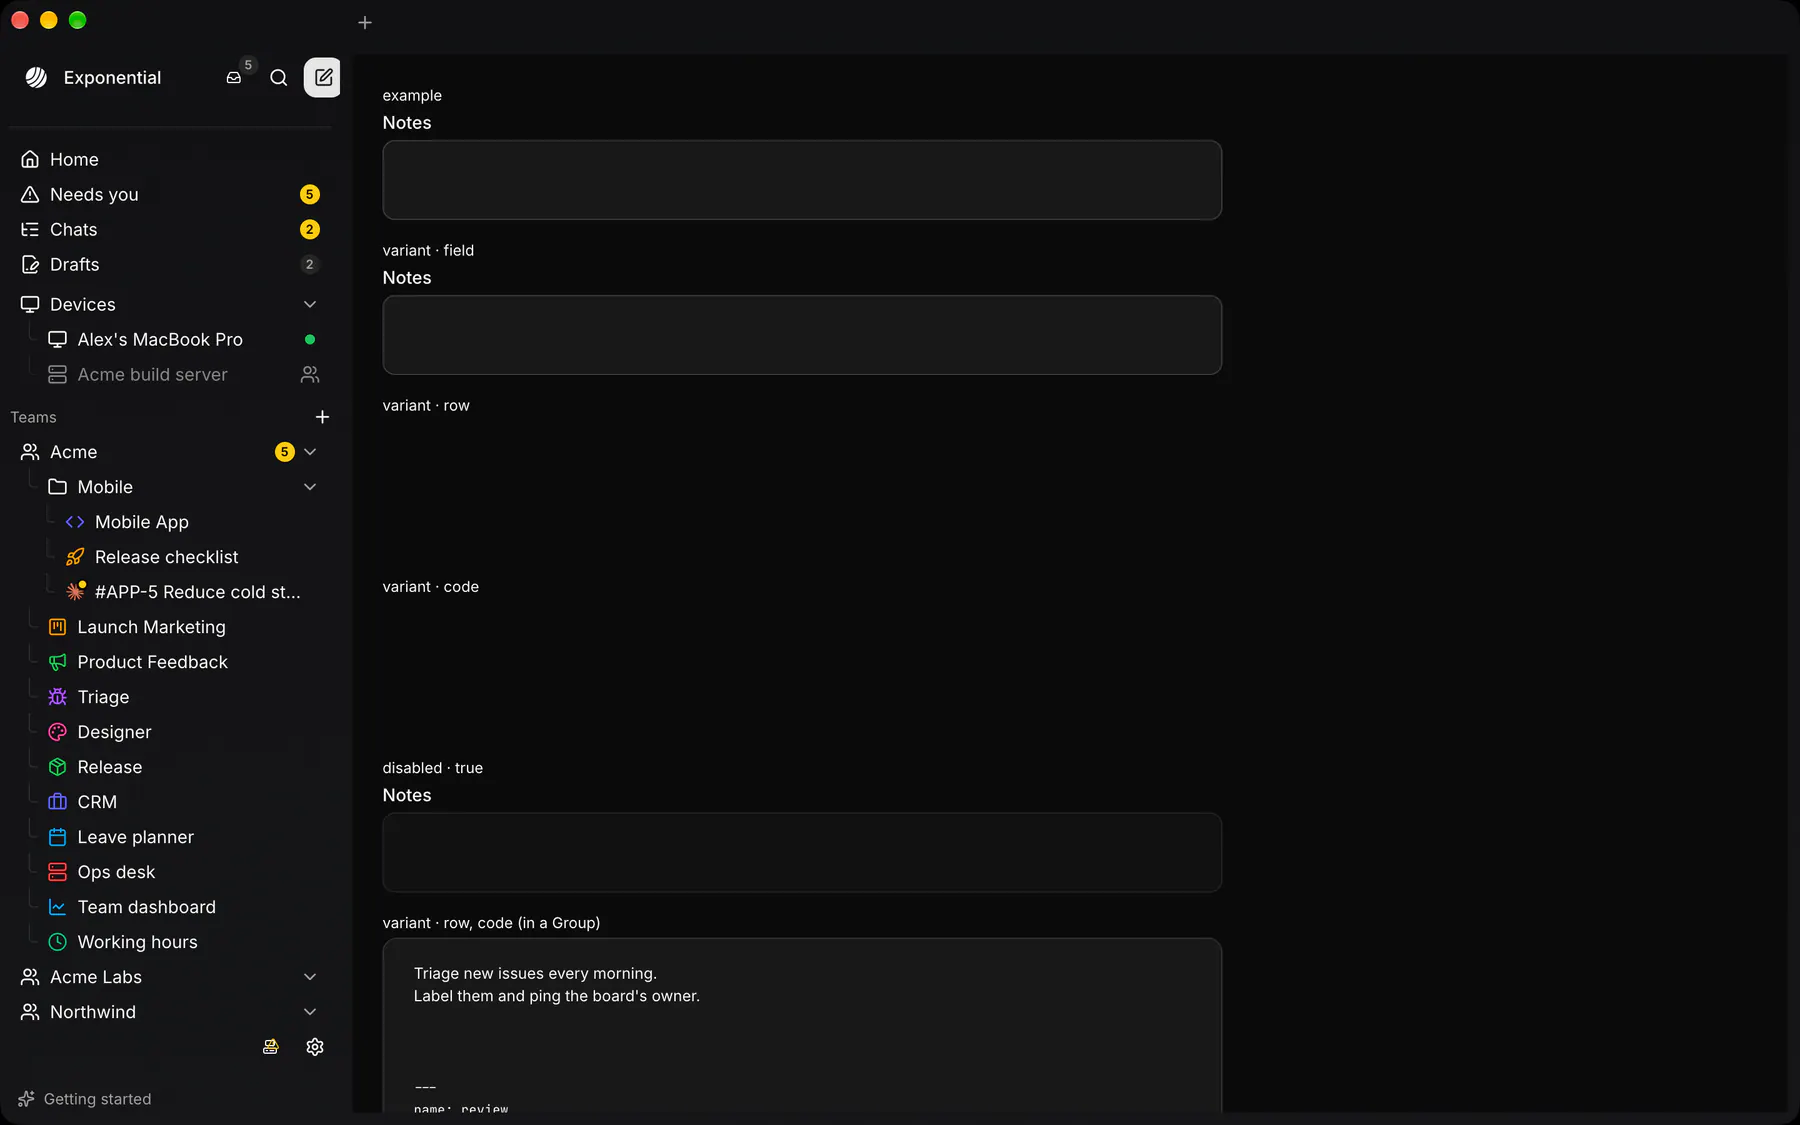 Exponential
5
Home
Needs you
5
Chats
2
Drafts
2
Devices
Alex's MacBook Pro
Acme build server
Teams
Acme
5
Mobile
Mobile App
Release checklist
#APP-5 Reduce cold st...
Launch Marketing
Product Feedback
Triage
Designer
Release
CRM
Leave planner
Ops desk
Team dashboard
Working hours
Acme Labs
Northwind
Getting started
example
Notes
variant · field
Notes
variant · row
variant · code
disabled · true
Notes
variant · row, code (in a Group)
Triage new issues every morning.
Label them and ping the board's owner.
---
name: review